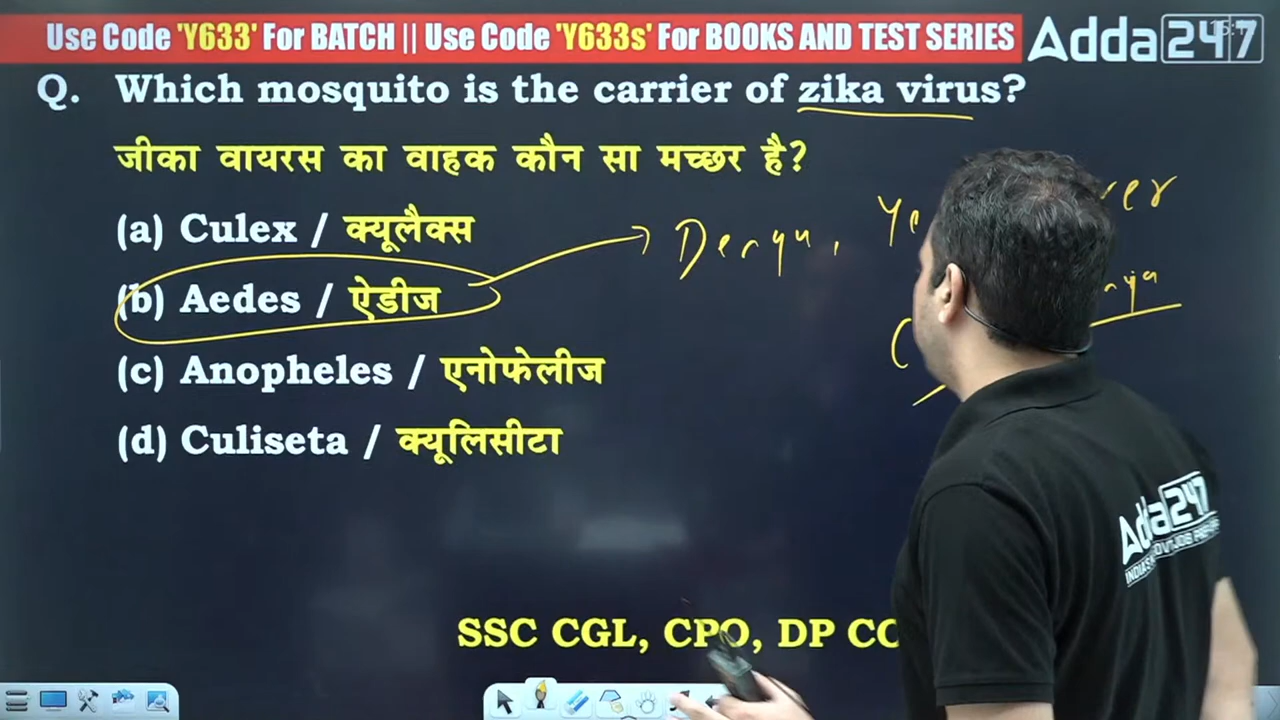 Use Code 'Y633' For BATCH || Use Code 'Y633s' For BOOKS AND TEST SERIES
Adda247
Q. Which mosquito is the carrier of zika virus?
जीका वायरस का वाहक कौन सा मच्छर है?
(a) Culex / क्यूलैक्स
(b) Aedes / ऐडीज
(c) Anopheles / एनोफेलीज
(d) Culiseta / क्यूलिसीटा
SSC CGL, CPO, DP
Adda247